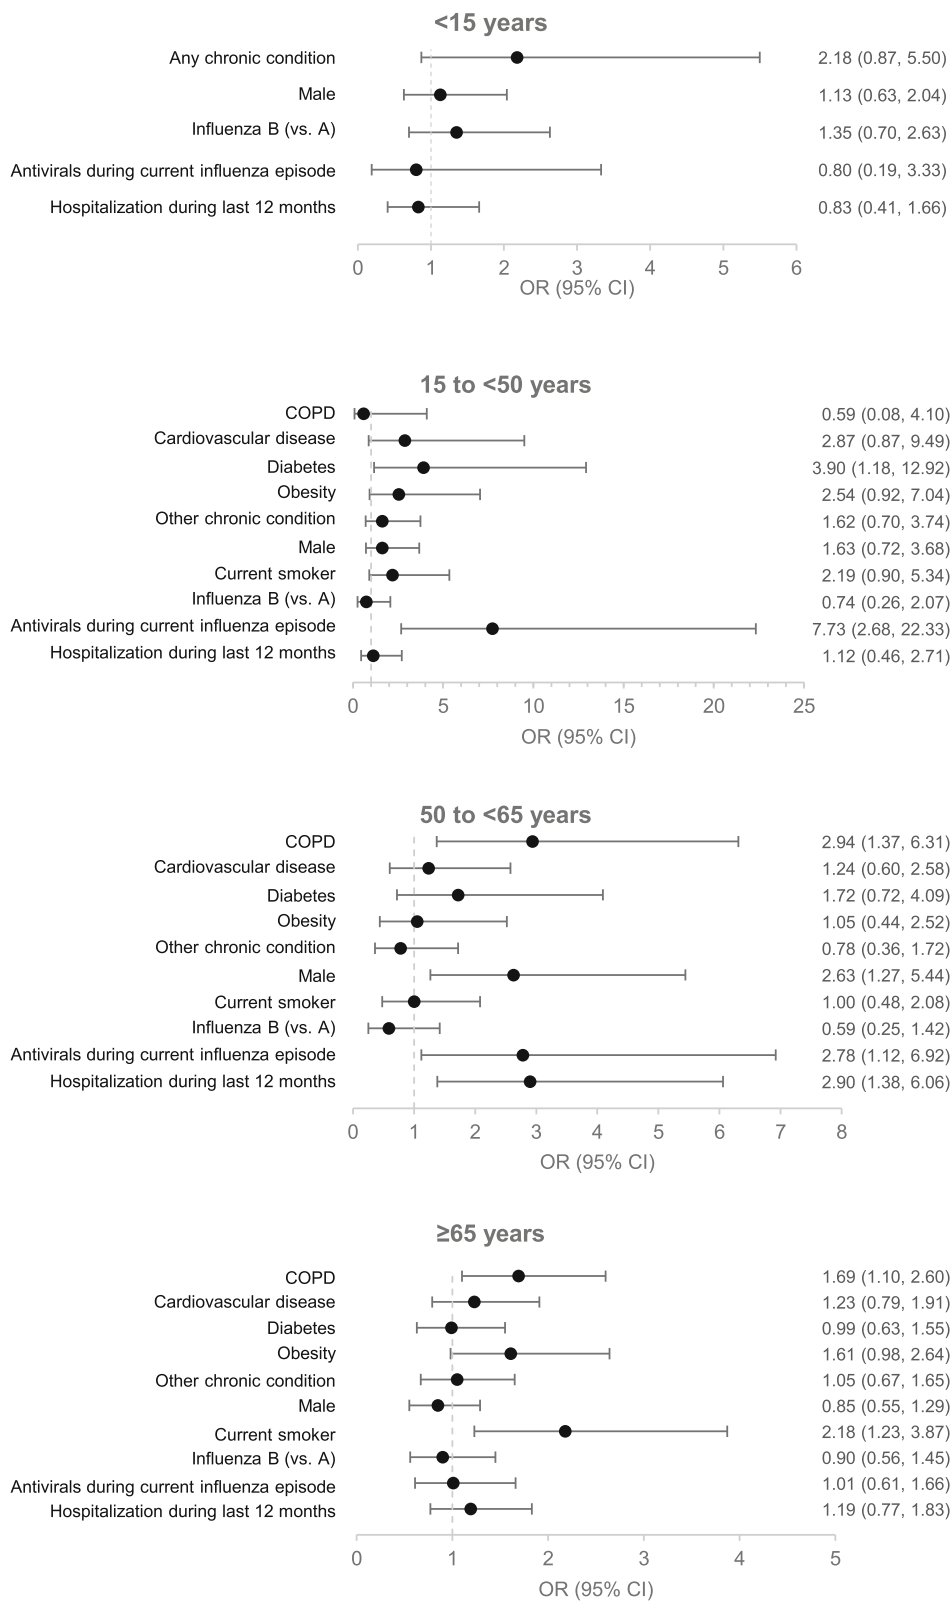 <15 years
Any chronic condition 2.18 (0.87, 5.50)
Male 1.13 (0.63, 2.04)
Influenza B (vs. A) 1.35 (0.70, 2.63)
Antivirals during current influenza episode 0.80 (0.19, 3.33)
Hospitalization during last 12 months 0.83 (0.41, 1.66)
0 1 2 3 4 5 6
OR (95% CI)
15 to <50 years
COPD 0.59 (0.08, 4.10)
Cardiovascular disease 2.87 (0.87, 9.49)
Diabetes 3.90 (1.18, 12.92)
Obesity 2.54 (0.92, 7.04)
Other chronic condition 1.62 (0.70, 3.74)
Male 1.63 (0.72, 3.68)
Current smoker 2.19 (0.90, 5.34)
Influenza B (vs. A) 0.74 (0.26, 2.07)
Antivirals during current influenza episode 7.73 (2.68, 22.33)
Hospitalization during last 12 months 1.12 (0.46, 2.71)
0 5 10 15 20 25
OR (95% CI)
50 to <65 years
COPD 2.94 (1.37, 6.31)
Cardiovascular disease 1.24 (0.60, 2.58)
Diabetes 1.72 (0.72, 4.09)
Obesity 1.05 (0.44, 2.52)
Other chronic condition 0.78 (0.36, 1.72)
Male 2.63 (1.27, 5.44)
Current smoker 1.00 (0.48, 2.08)
Influenza B (vs. A) 0.59 (0.25, 1.42)
Antivirals during current influenza episode 2.78 (1.12, 6.92)
Hospitalization during last 12 months 2.90 (1.38, 6.06)
0 1 2 3 4 5 6 7 8
OR (95% CI)
≥65 years
COPD 1.69 (1.10, 2.60)
Cardiovascular disease 1.23 (0.79, 1.91)
Diabetes 0.99 (0.63, 1.55)
Obesity 1.61 (0.98, 2.64)
Other chronic condition 1.05 (0.67, 1.65)
Male 0.85 (0.55, 1.29)
Current smoker 2.18 (1.23, 3.87)
Influenza B (vs. A) 0.90 (0.56, 1.45)
Antivirals during current influenza episode 1.01 (0.61, 1.66)
Hospitalization during last 12 months 1.19 (0.77, 1.83)
0 1 2 3 4 5
OR (95% CI)